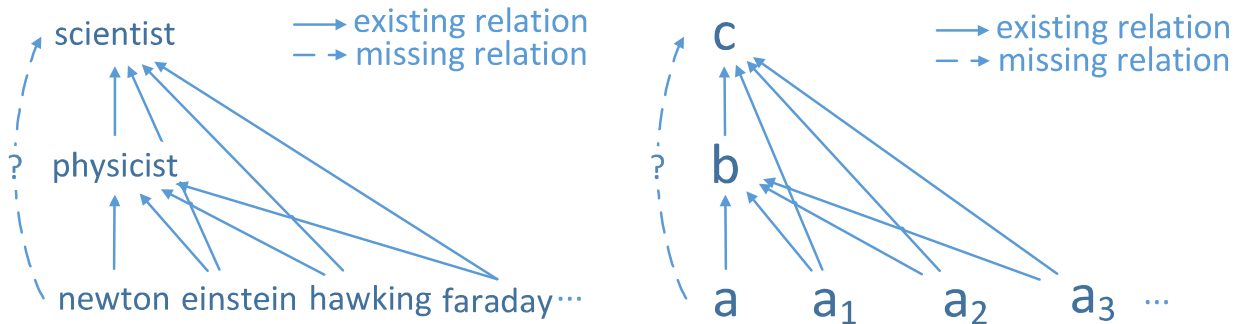 scientist
existing relation
missing relation
?
physicist
newton einstein hawking faraday ...
c
existing relation
missing relation
?
b
a a1 a2 a3 ...